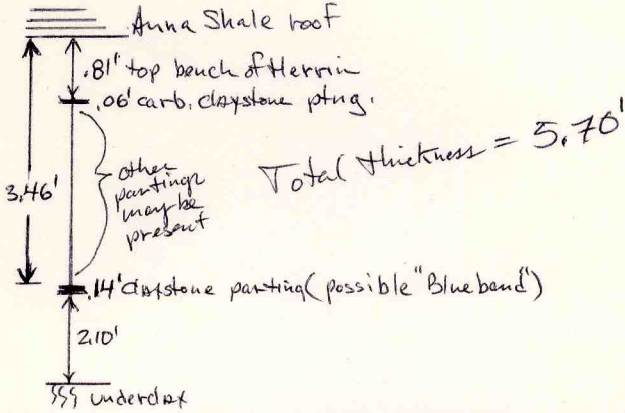 Anna Shale roof
.81' top bench of Herrin
.06' carb. claystone ptng.
other
partings
may be
present
Total thickness = 5.70'
3.46'
.14' claystone parting (possible "Blue band")
2.10'
underclay